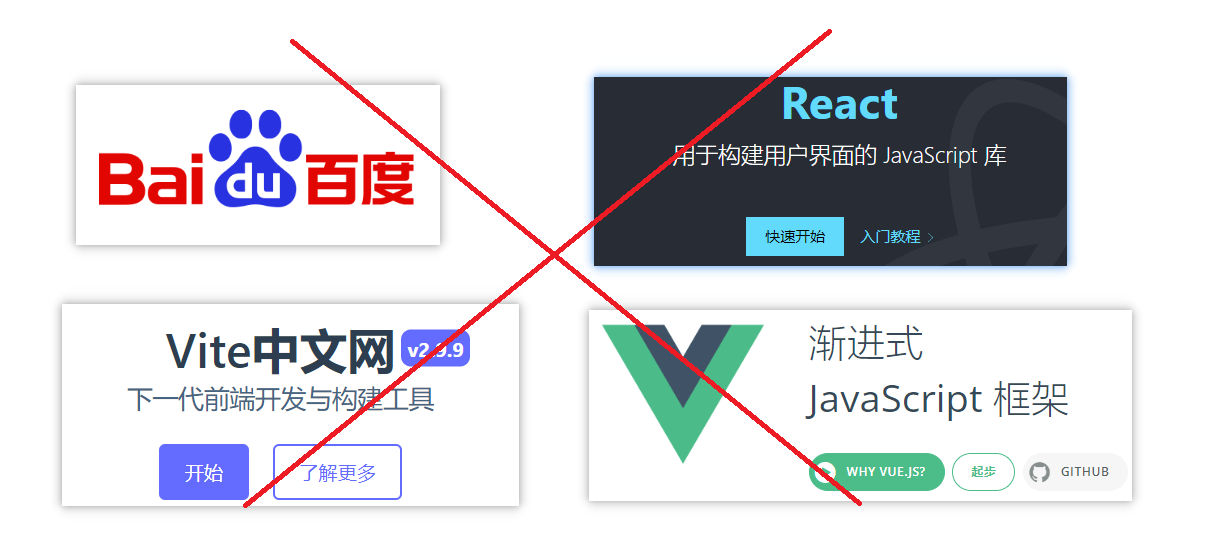 Bai du 百度
React
用于构建用户界面的 JavaScript 库
快速开始
入门教程 >
Vite中文网 v2.9.9
下一代前端开发与构建工具
开始
了解更多
渐进式
JavaScript 框架
WHY VUE.JS?
起步
GITHUB